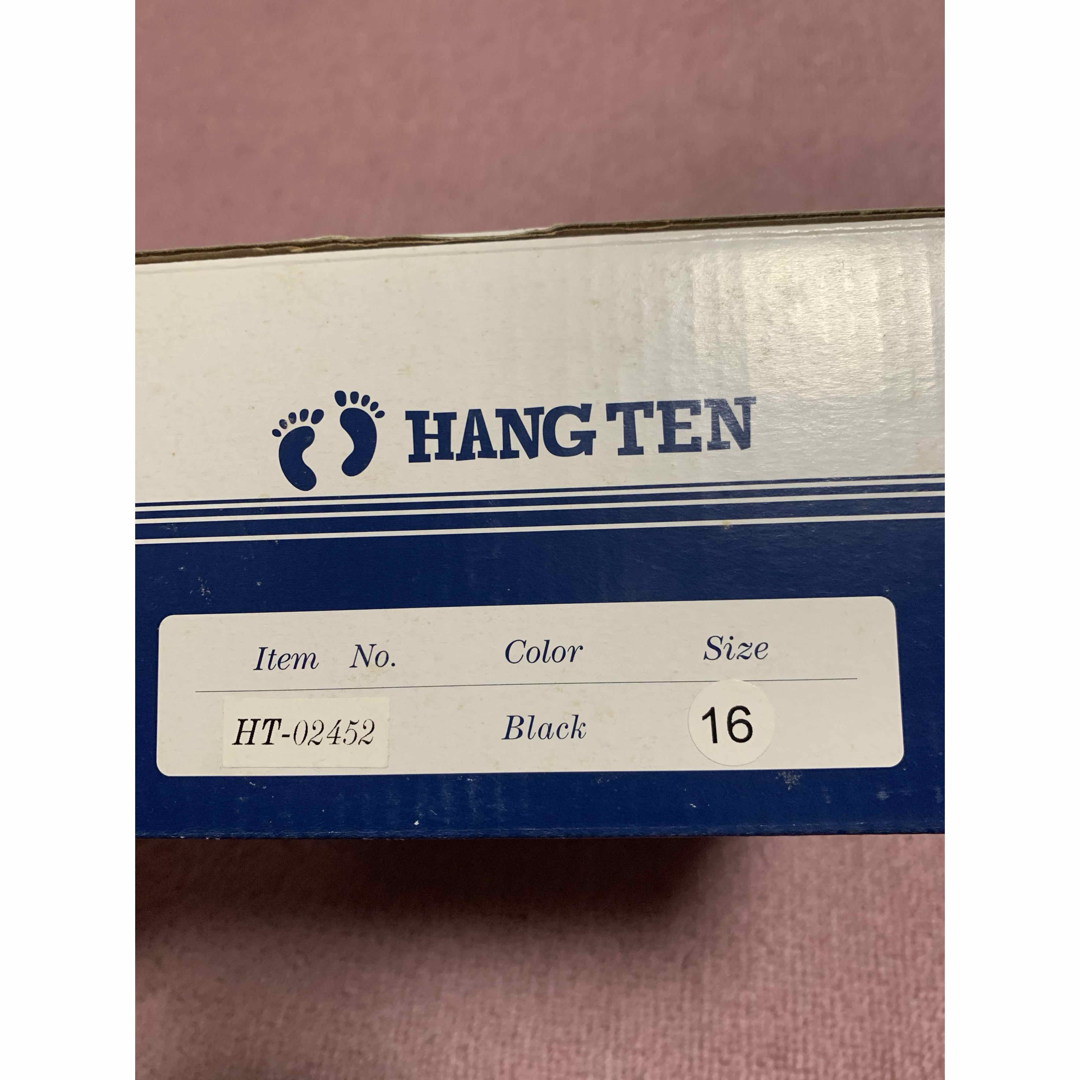 HANG TEN
Item No. Color Size
HT-02452 Black 16